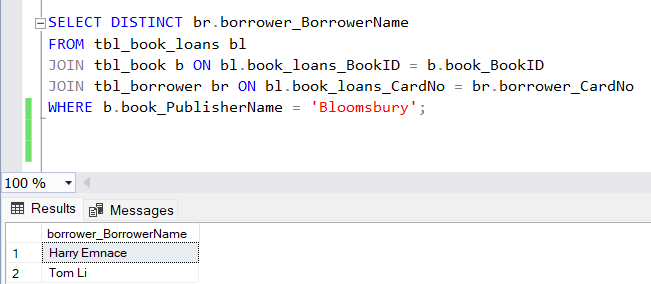 SELECT DISTINCT br.borrower_BorrowerName
FROM tbl_book_loans bl
JOIN tbl_book b ON bl.book_loans_BookID = b.book_BookID
JOIN tbl_borrower br ON bl.book_loans_CardNo = br.borrower_CardNo
WHERE b.book_PublisherName = 'Bloomsbury';
100 %
Results Messages
borrower_BorrowerName
1 Harry Emnace
2 Tom Li